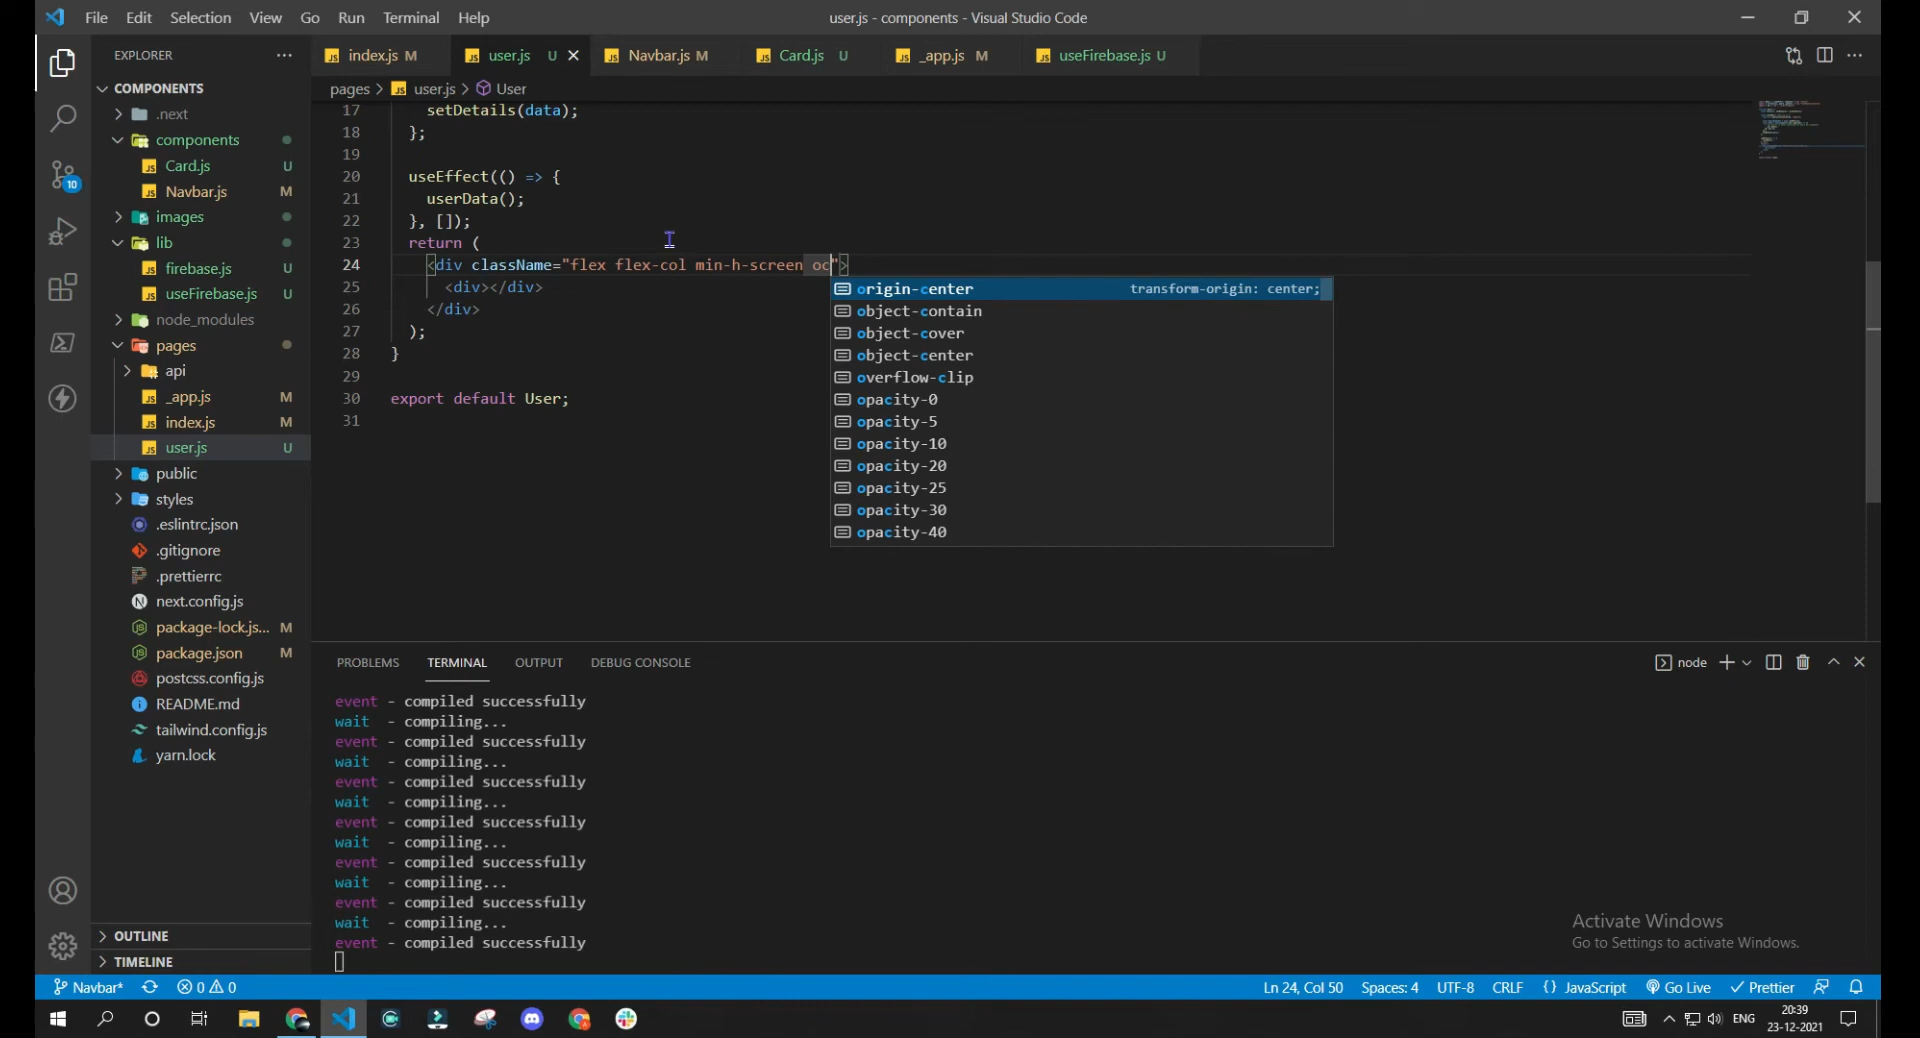 File Edit Selection View Go Run Terminal Help user.js - components - Visual Studio Code
EXPLORER index.js M user.js U Navbar.js M Card.js U _app.js M useFirebase.js U
pages > user.js > User
COMPONENTS
.next
components
Card.js U
Navbar.js M
images
lib
firebase.js U
useFirebase.js U
node_modules
pages
api
_app.js M
index.js M
user.js U
public
styles
.eslintrc.json
.gitignore
.prettierrc
next.config.js
package-lock.js... M
package.json M
postcss.config.js
README.md
tailwind.config.js
yarn.lock
OUTLINE
TIMELINE
10
17 setDetails(data);
18 };
19
20 useEffect(() => {
21 userData();
22 }, []);
23 return (
24 <div className="flex flex-col min-h-screen oc">
25 <div></div>
26 </div>
27 );
28 }
29
30 export default User;
31
origin-center transform-origin: center;
object-contain
object-cover
object-center
overflow-clip
opacity-0
opacity-5
opacity-10
opacity-20
opacity-25
opacity-30
opacity-40
PROBLEMS TERMINAL OUTPUT DEBUG CONSOLE node
event - compiled successfully
wait - compiling...
event - compiled successfully
wait - compiling...
event - compiled successfully
wait - compiling...
event - compiled successfully
wait - compiling...
event - compiled successfully
wait - compiling...
event - compiled successfully
wait - compiling...
event - compiled successfully
Activate Windows
Go to Settings to activate Windows.
Navbar* 0 0 Ln 24, Col 50 Spaces: 4 UTF-8 CRLF {} JavaScript Go Live Prettier
ENG 20:39
23-12-2021